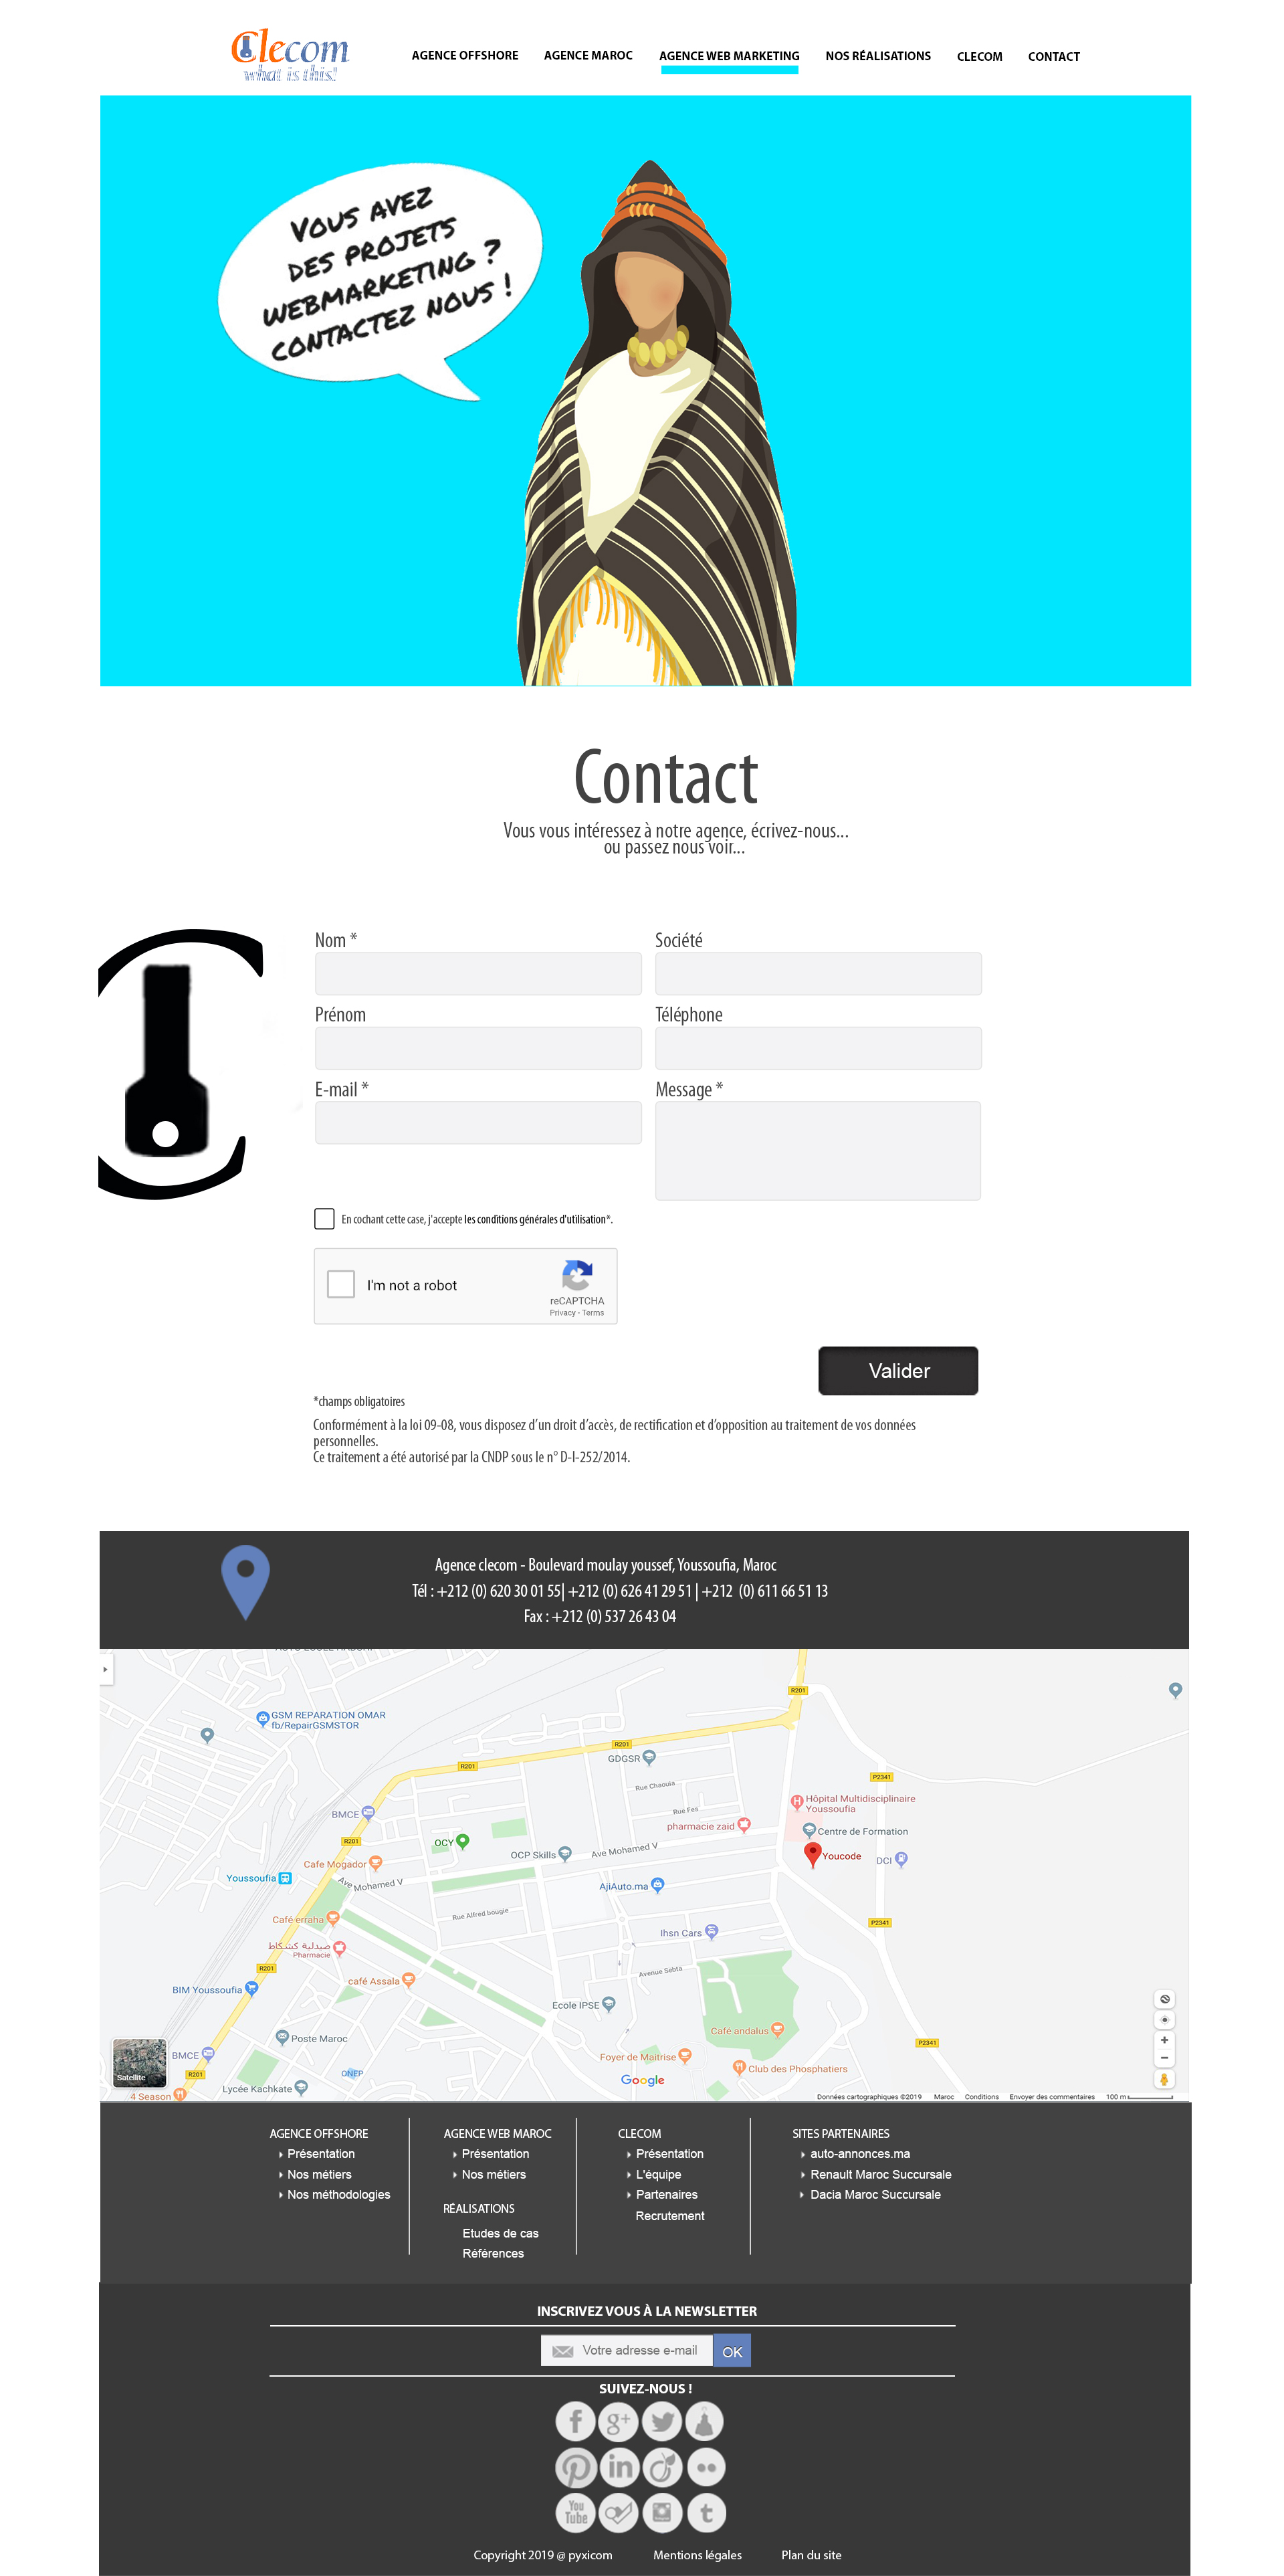 Clecom
what is this!
AGENCE OFFSHORE AGENCE MAROC AGENCE WEB MARKETING NOS RÉALISATIONS CLECOM CONTACT
VOUS AVEZ
DES PROJETS
WEBMARKETING ?
CONTACTEZ NOUS !
Contact
Vous vous intéressez à notre agence, écrivez-nous...
ou passez nous voir...
Nom * Société
Prénom Téléphone
E-mail * Message *
En cochant cette case, j'accepte les conditions générales d'utilisation*.
I'm not a robot
reCAPTCHA
Privacy - Terms
Valider
*champs obligatoires
Conformément à la loi 09-08, vous disposez d'un droit d'accès, de rectification et d'opposition au traitement de vos données
personnelles.
Ce traitement a été autorisé par la CNDP sous le n° D-I-252/2014.
Agence clecom - Boulevard moulay youssef, Youssoufia, Maroc
Tél : +212 (0) 620 30 01 55| +212 (0) 626 41 29 51 | +212 (0) 611 66 51 13
Fax : +212 (0) 537 26 43 04
R201
GSM REPARATION OMAR
fb/RepairGSMSTOR
R201
GDGSR
R201
P2341
Rue Chaouia
Hôpital Multidisciplinaire
Youssoufia
Rue Fes
BMCE
pharmacie zaid
Centre de Formation
R201
OCY
Ave Mohamed V
OCP Skills
Youcode
DCI
Cafe Mogador
Youssoufia
Ave Mohamed V
AjiAuto.ma
Rue Alfred bougie
Café erraha
P2341
Ihsn Cars
صيدلية كشكاط
Pharmacie
R201
Avenue Sebta
café Assala
BIM Youssoufia
Ecole IPSE
Café andalus
Poste Maroc
P2341
BMCE
Foyer de Maitrise
Club des Phosphatiers
Satellite
R201
ONEP
Google
Lycée Kachkate
4 Season
R201
Données cartographiques ©2019 Maroc Conditions Envoyer des commentaires 100 m
AGENCE OFFSHORE
Présentation
Nos métiers
Nos méthodologies
AGENCE WEB MAROC
Présentation
Nos métiers
RÉALISATIONS
Etudes de cas
Références
CLECOM
Présentation
L'équipe
Partenaires
Recrutement
SITES PARTENAIRES
auto-annonces.ma
Renault Maroc Succursale
Dacia Maroc Succursale
INSCRIVEZ VOUS À LA NEWSLETTER
Votre adresse e-mail OK
SUIVEZ-NOUS !
f g+
in
You
Tube
t
Copyright 2019 @ pyxicom Mentions légales Plan du site